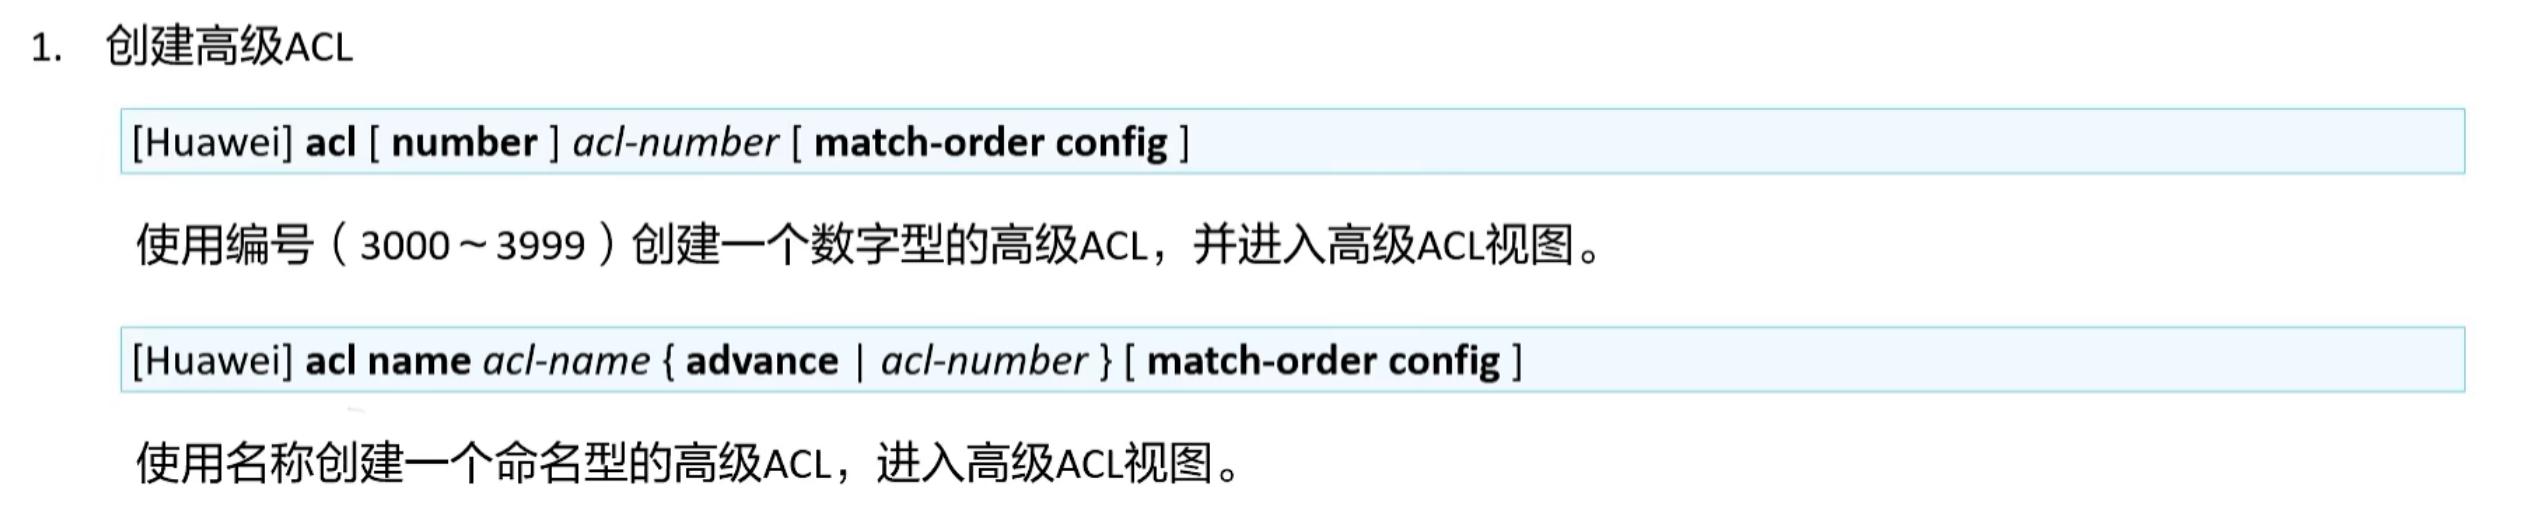 1. 创建高级ACL
[Huawei] acl [ number ] acl-number [ match-order config ]
使用编号（3000～3999）创建一个数字型的高级ACL，并进入高级ACL视图。
[Huawei] acl name acl-name { advance | acl-number } [ match-order config ]
使用名称创建一个命名型的高级ACL，进入高级ACL视图。